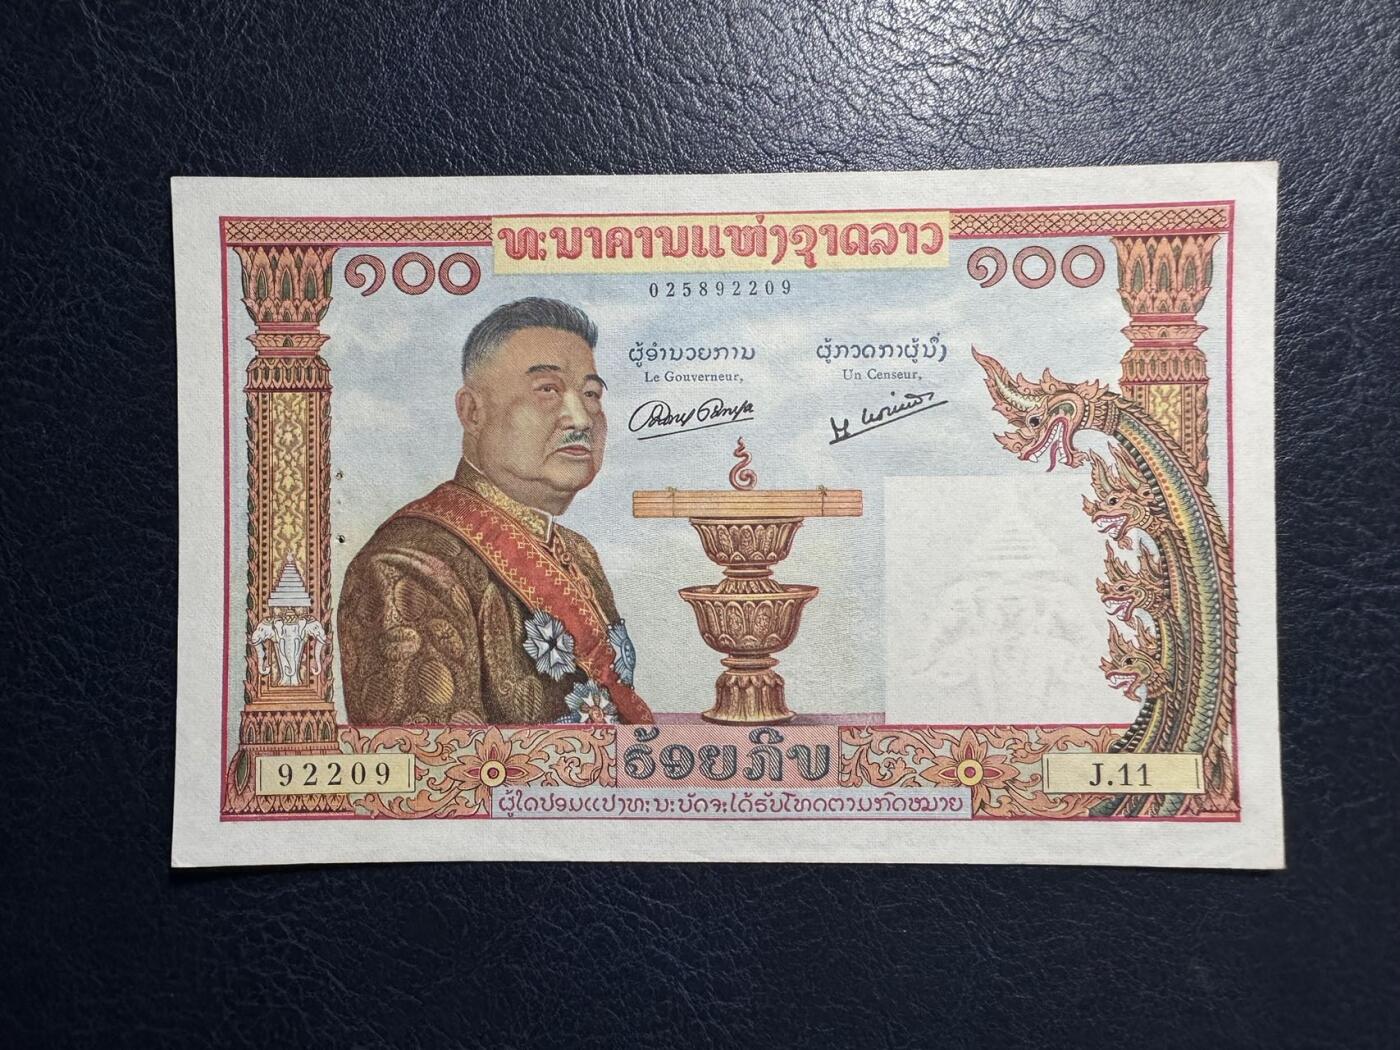 ທະນາຄານແຫ່ງຊາດລາວ
໑໐໐
໑໐໐
025892209
ຜູ້ອຳນວຍການ
ຜູ້ກວດກາຜູ້ນຶ່ງ
Le Gouverneur,
Un Censeur,
ຮ້ອຍກີບ
92209
J.11
ຜູ້ໃດປອມແປງທະນະບັດຈະໄດ້ຮັບໂທດຕາມກົດໝາຍ